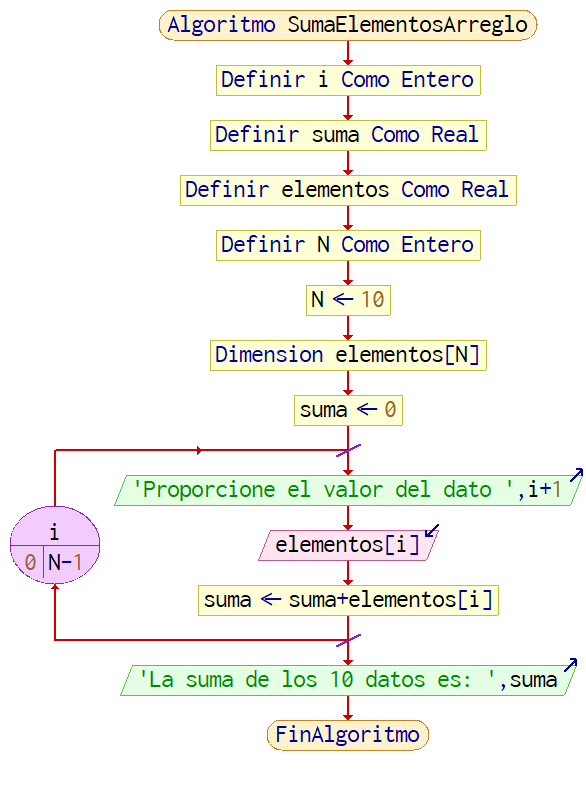 Algoritmo SumaElementosArreglo
Definir i Como Entero
Definir suma Como Real
Definir elementos Como Real
Definir N Como Entero
N ← 10
Dimension elementos[N]
suma ← 0
'Proporcione el valor del dato ',i+1
i
0 N-1
elementos[i]
suma ← suma+elementos[i]
'La suma de los 10 datos es: ',suma
FinAlgoritmo